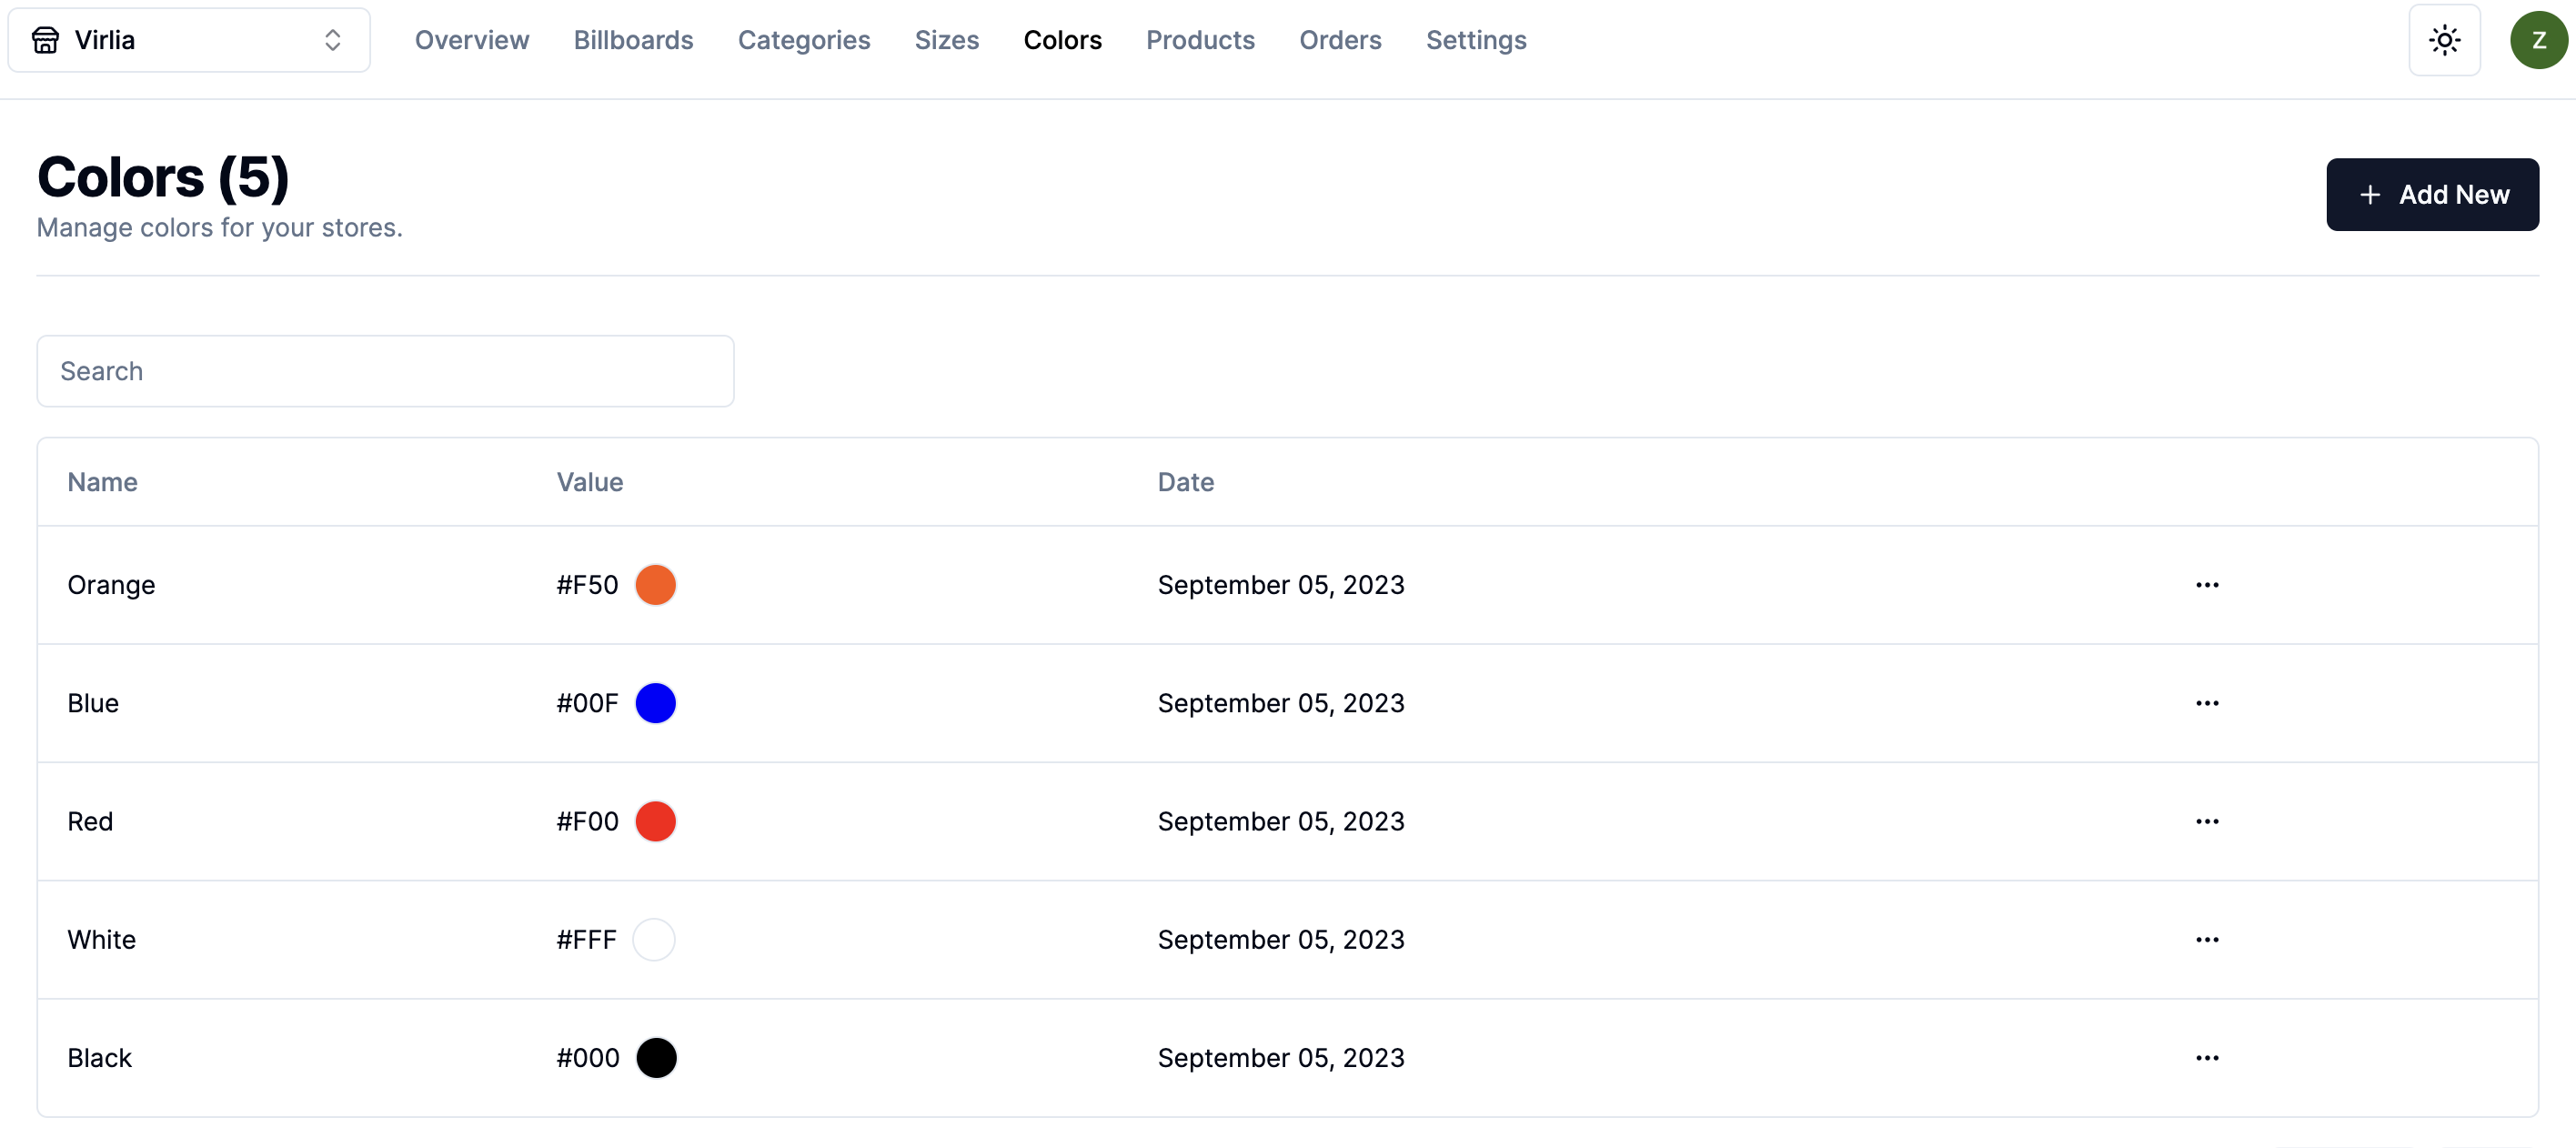 Virlia Overview Billboards Categories Sizes Colors Products Orders Settings Z
Colors (5)
Manage colors for your stores.
Add New
Search
Name Value Date
Orange #F50 September 05, 2023
Blue #00F September 05, 2023
Red #F00 September 05, 2023
White #FFF September 05, 2023
Black #000 September 05, 2023